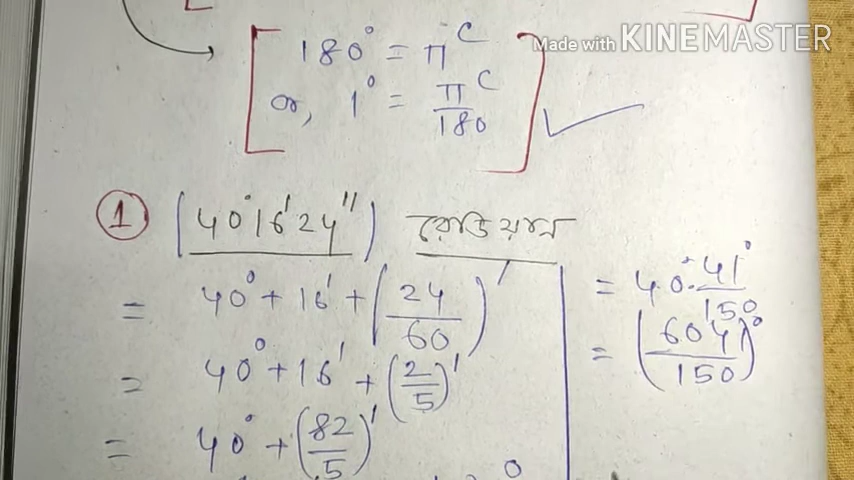 Made with KINEMASTER
180° = π^c
or, 1° = π^c/180
① (40°16'24") রেডিয়ান
= 40° + 16' + (24/60)'
= 40° + 16' + (2/5)'
= 40° + (82/5)'
= 40° 41°/150
= (6041/150)°